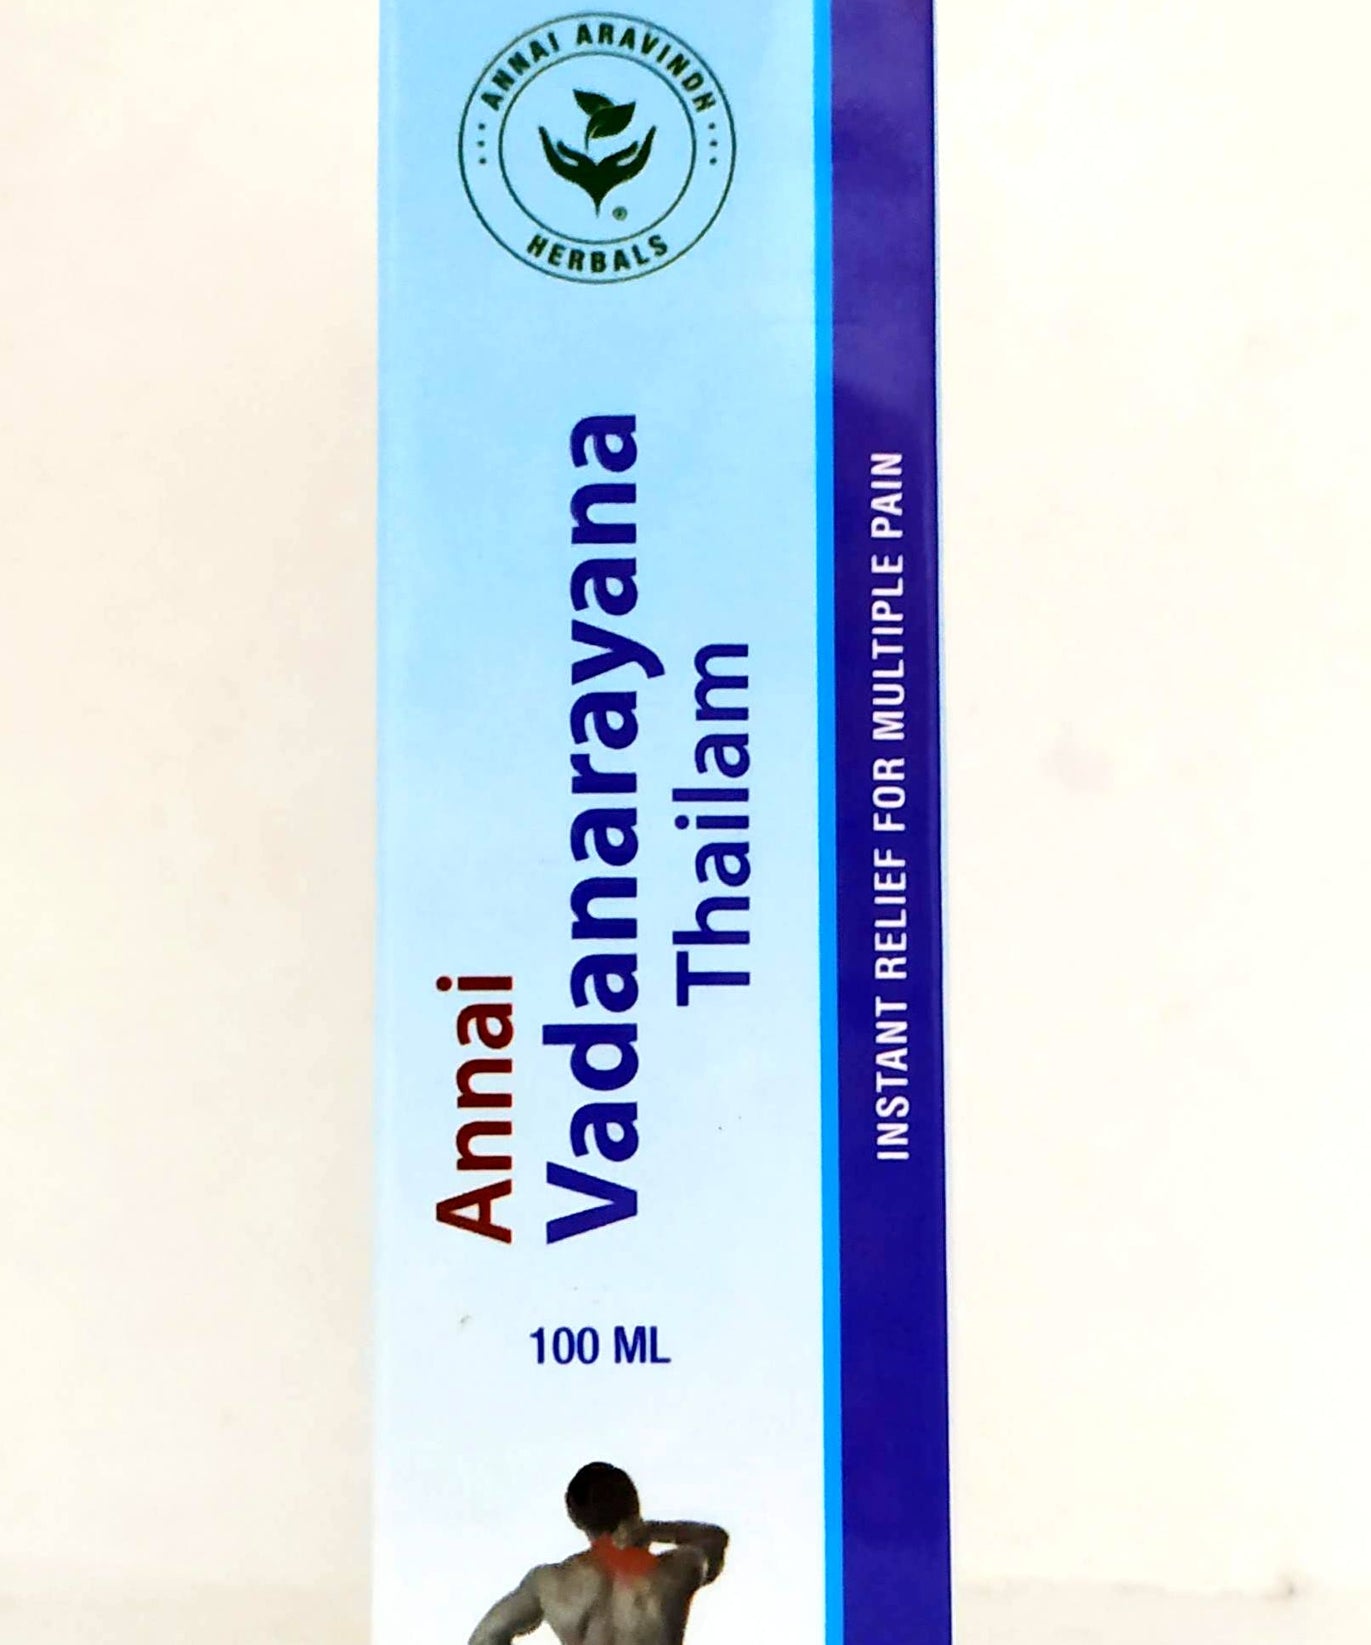 ANNAI ARAVINDH
HERBALS
®
Annai
Vadanarayana
Thailam
100 ML
INSTANT RELIEF FOR MULTIPLE PAIN